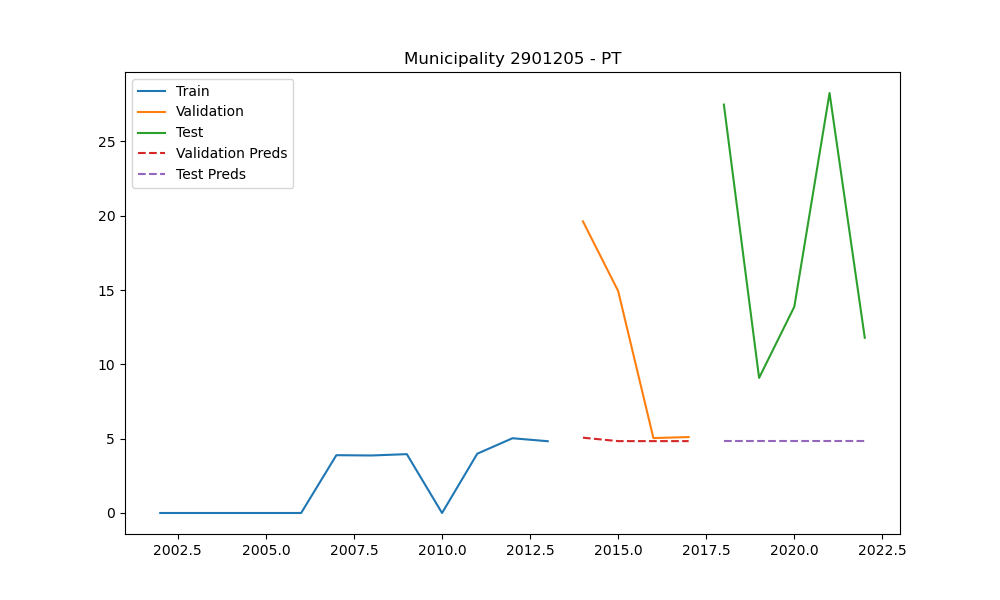 Municipality 2901205 - PT
Train
Validation
Test
Validation Preds
Test Preds
25
20
15
10
5
0
2002.5 2005.0 2007.5 2010.0 2012.5 2015.0 2017.5 2020.0 2022.5